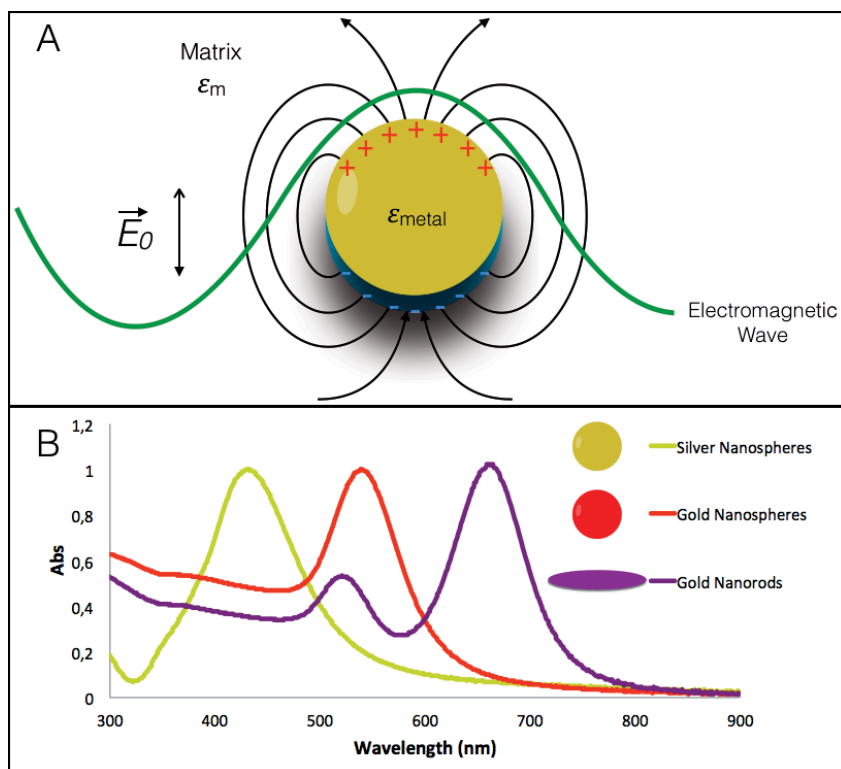 A
Matrix
εm
E0
εmetal
+ + + + + + + + +
- - - - - - -
Electromagnetic
Wave
B
1,2
1
0,8
0,6
0,4
0,2
0
Abs
300 400 500 600 700 800 900
Wavelength (nm)
Silver Nanospheres
Gold Nanospheres
Gold Nanorods